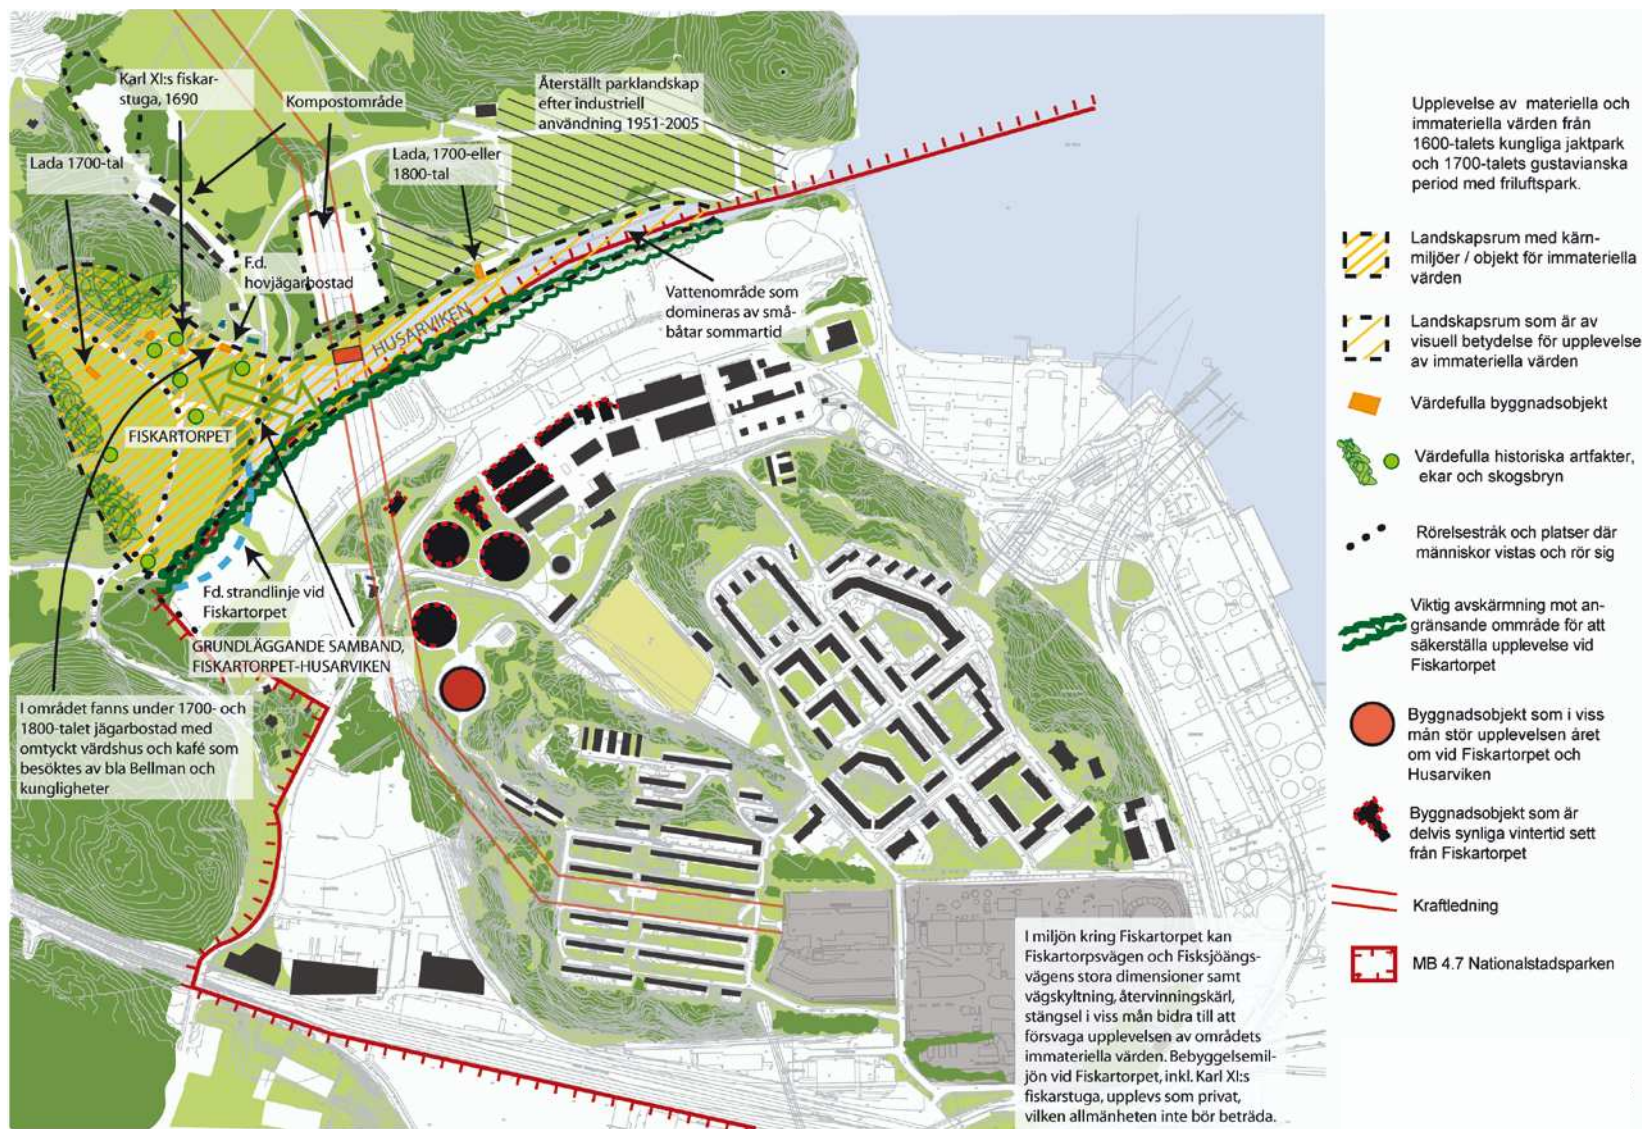 Karl XI:s fiskar-
stuga, 1690
Kompostområde
Återställt parklandskap
efter industriell
användning 1951-2005
Lada 1700-tal
Lada, 1700-eller
1800-tal
F.d.
hovjägarbostad
HUSARVIKEN
Vattenområde som
domineras av små-
båtar sommartid
FISKARTORPET
Fd. strandlinje vid
Fiskartorpet
GRUNDLÄGGANDE SAMBAND,
FISKARTORPET-HUSARVIKEN
I området fanns under 1700- och
1800-talet jägarbostad med
omtyckt värdshus och kafé som
besöktes av bla Bellman och
kungligheter
I miljön kring Fiskartorpet kan
Fiskartorpsvägen och Fisksjöängs-
vägens stora dimensioner samt
vägskyltning, återvinningskärl,
stängsel i viss mån bidra till att
försvaga upplevelsen av områdets
immateriella värden. Bebyggelsemil-
jön vid Fiskartorpet, inkl. Karl XI:s
fiskarstuga, upplevs som privat,
vilken allmänheten inte bör beträda.
Upplevelse av materiella och
immateriella värden från
1600-talets kungliga jaktpark
och 1700-talets gustavianska
period med friluftspark.
Landskapsrum med kärn-
miljöer / objekt för immateriella
värden
Landskapsrum som är av
visuell betydelse för upplevelse
av immateriella värden
Värdefulla byggnadsobjekt
Värdefulla historiska artfakter,
ekar och skogsbryn
Rörelsestråk och platser där
människor vistas och rör sig
Viktig avskärmning mot an-
gränsande ommråde för att
säkerställa upplevelse vid
Fiskartorpet
Byggnadsobjekt som i viss
mån stör upplevelsen året
om vid Fiskartorpet och
Husarviken
Byggnadsobjekt som är
delvis synliga vintertid sett
från Fiskartorpet
Kraftledning
MB 4.7 Nationalstadsparken